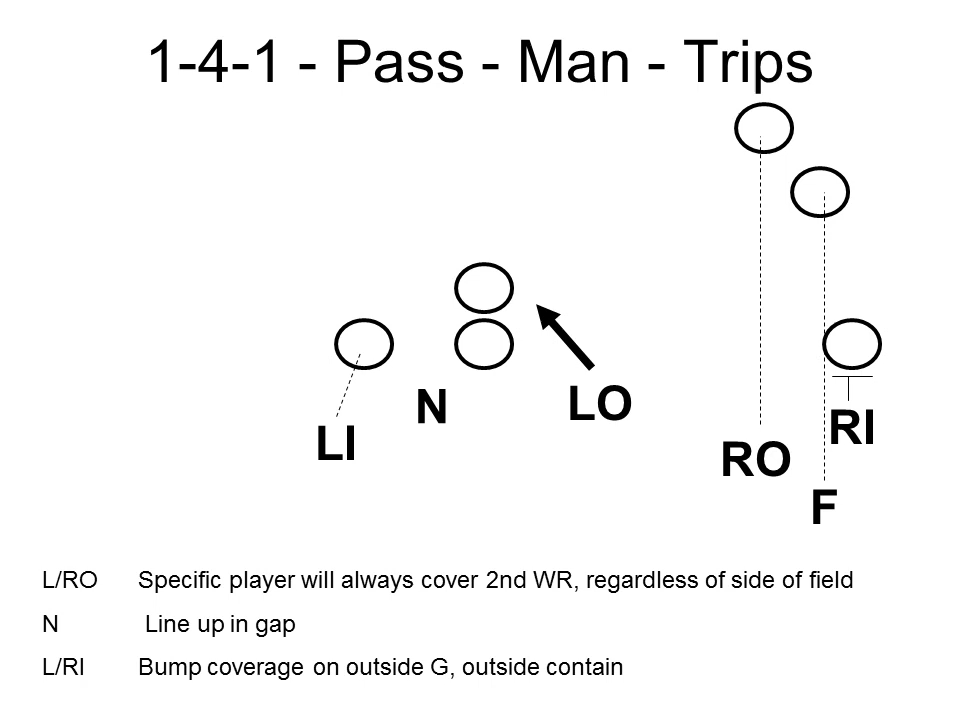 1-4-1 - Pass - Man - Trips
N
LO
LI
RI
RO
F
L/RO Specific player will always cover 2nd WR, regardless of side of field
N Line up in gap
L/RI Bump coverage on outside G, outside contain